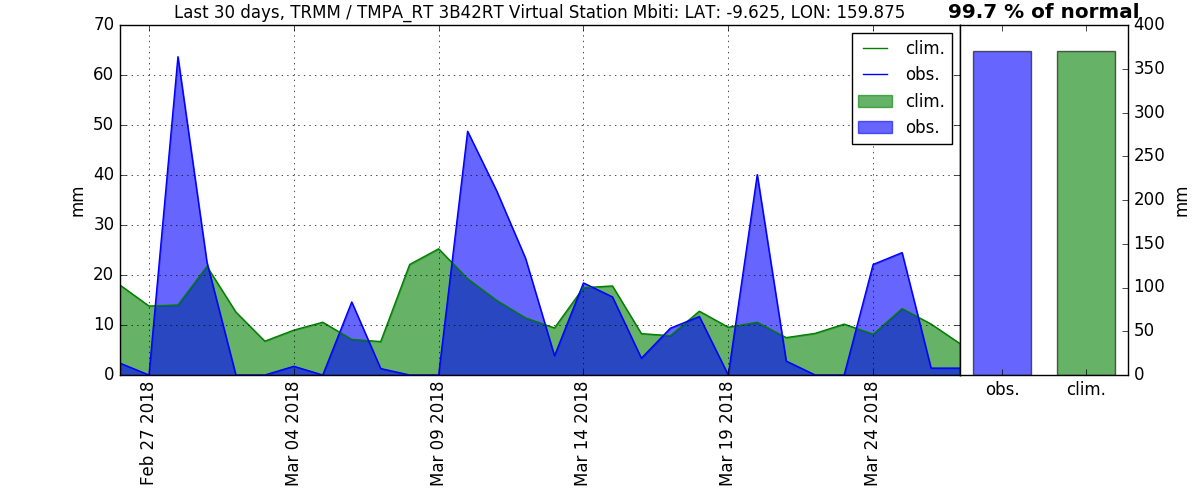 Last 30 days, TRMM / TMPA_RT 3B42RT Virtual Station Mbiti: LAT: -9.625, LON: 159.875
99.7 % of normal
70
60
50
40
30
20
10
0
mm
clim.
obs.
clim.
obs.
Feb 27 2018
Mar 04 2018
Mar 09 2018
Mar 14 2018
Mar 19 2018
Mar 24 2018
400
350
300
250
200
150
100
50
0
mm
obs.
clim.